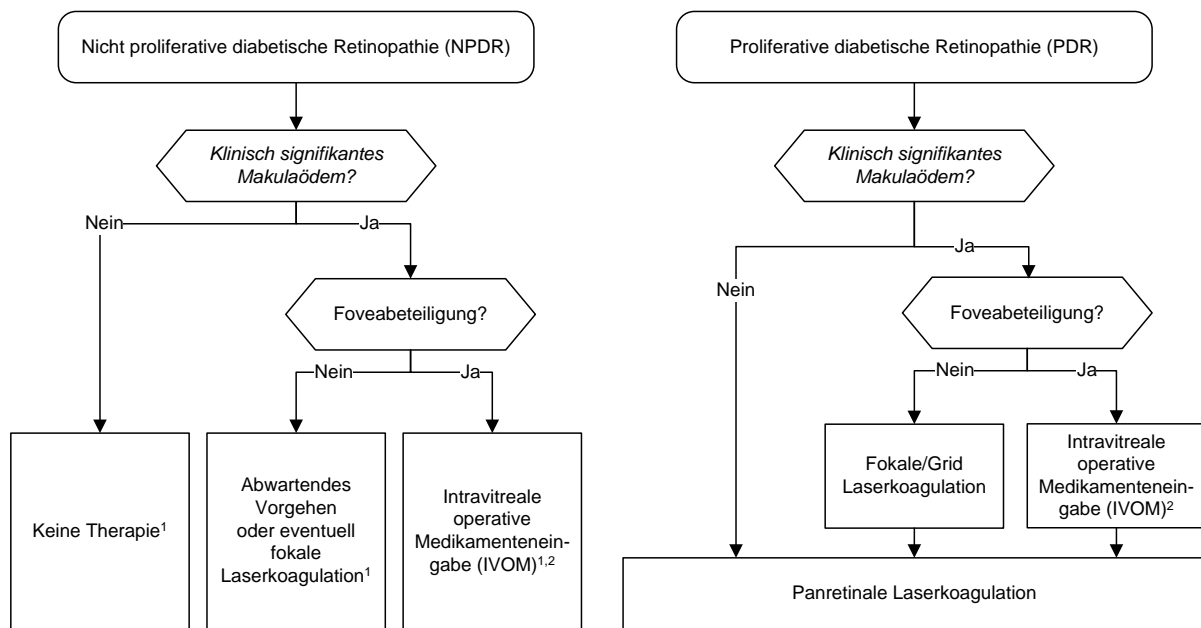 Nicht proliferative diabetische Retinopathie (NPDR)
Klinisch signifikantes
Makulaödem?
Nein
Ja
Foveabeteiligung?
Nein
Ja
Keine Therapie¹
Abwartendes
Vorgehen
oder eventuell
fokale
Laserkoagulation¹
Intravitreale
operative
Medikamentenein-
gabe (IVOM)¹,²
Proliferative diabetische Retinopathie (PDR)
Klinisch signifikantes
Makulaödem?
Nein
Ja
Foveabeteiligung?
Nein
Ja
Fokale/Grid
Laserkoagulation
Intravitreale
operative
Medikamentenein-
gabe (IVOM)²
Panretinale Laserkoagulation